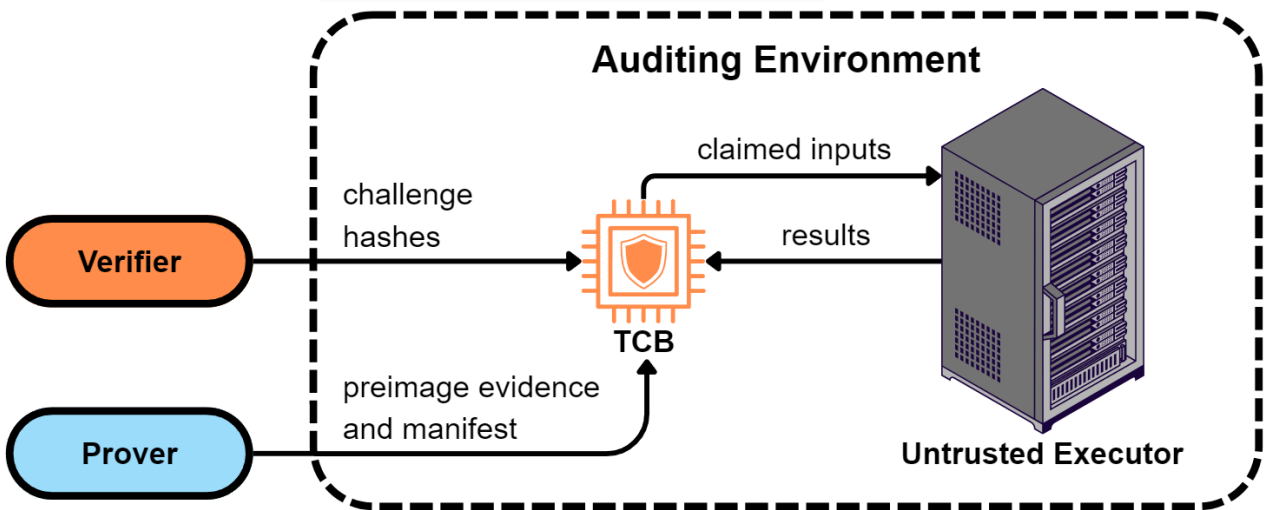 Auditing Environment
claimed inputs
challenge
hashes
Verifier
results
TCB
preimage evidence
and manifest
Prover
Untrusted Executor